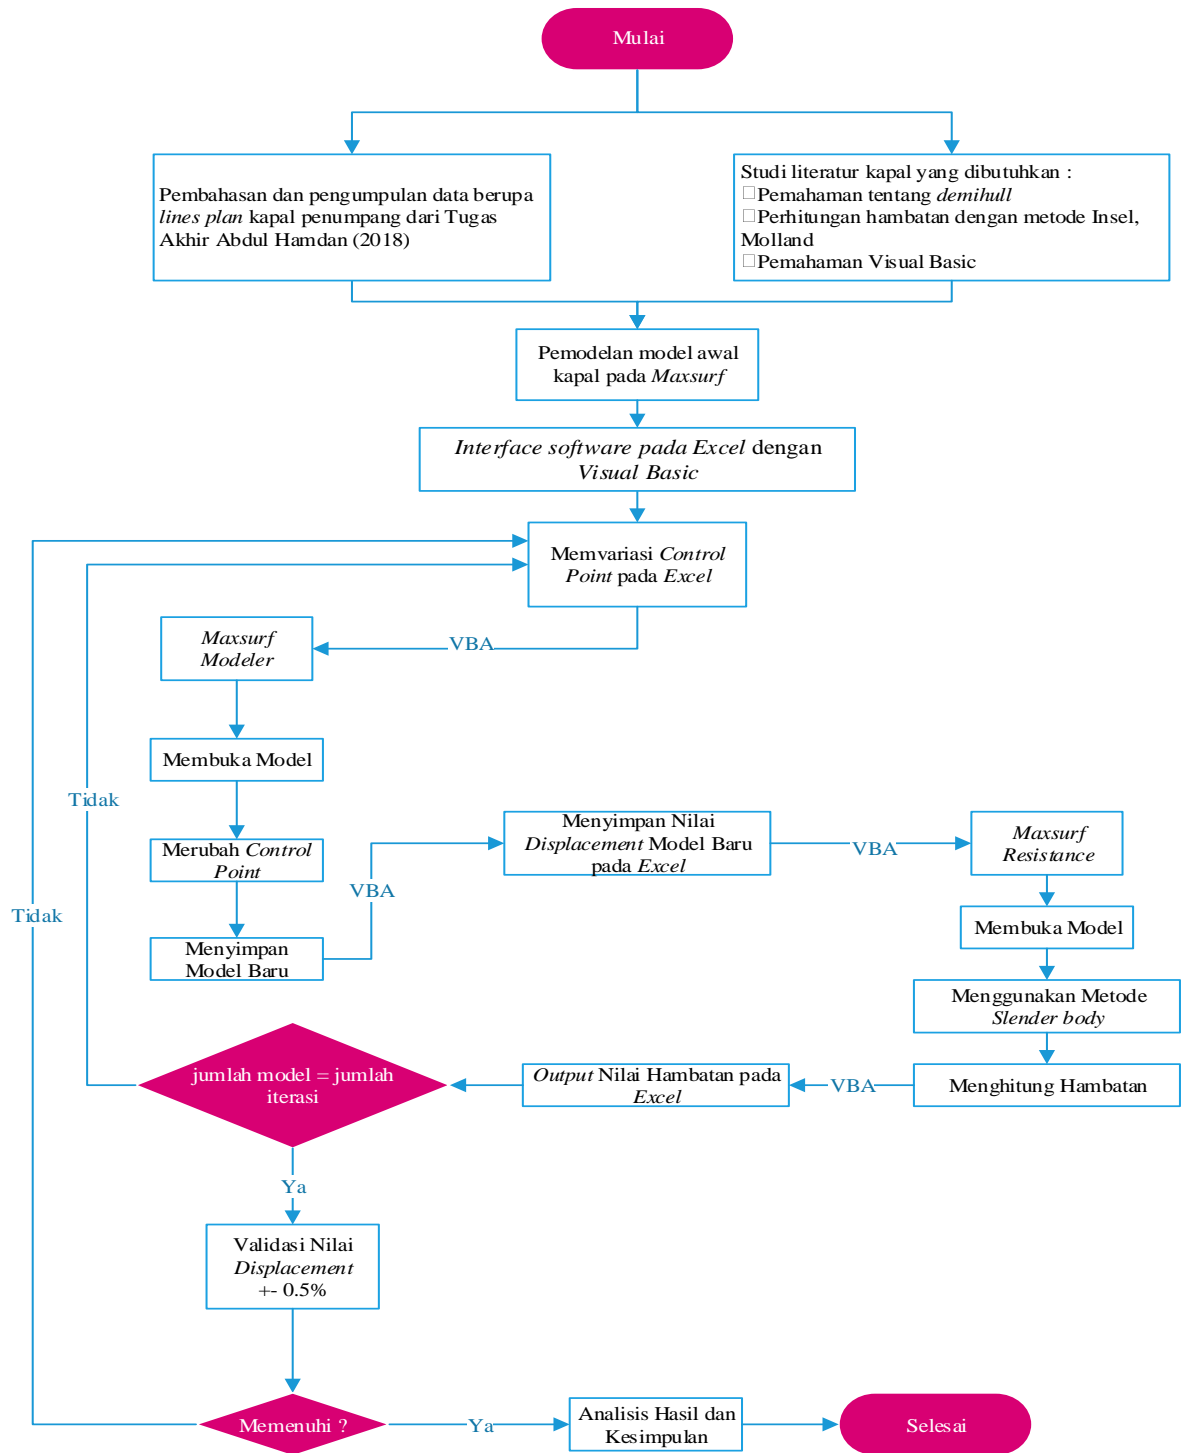 Mulai
Pembahasan dan pengumpulan data berupa
lines plan kapal penumpang dari Tugas
Akhir Abdul Hamdan (2018)
Studi literatur kapal yang dibutuhkan :
□Pemahaman tentang demihull
□Perhitungan hambatan dengan metode Insel,
Molland
□Pemahaman Visual Basic
Pemodelan model awal
kapal pada Maxsurf
Interface software pada Excel dengan
Visual Basic
Memvariasi Control
Point pada Excel
VBA
Maxsurf
Modeler
Membuka Model
Tidak
Merubah Control
Point
Menyimpan
Model Baru
VBA
Menyimpan Nilai
Displacement Model Baru
pada Excel
VBA
Maxsurf
Resistance
Membuka Model
Menggunakan Metode
Slender body
Menghitung Hambatan
VBA
Output Nilai Hambatan pada
Excel
jumlah model = jumlah
iterasi
Tidak
Ya
Validasi Nilai
Displacement
+- 0.5%
Memenuhi ?
Ya
Analisis Hasil dan
Kesimpulan
Selesai